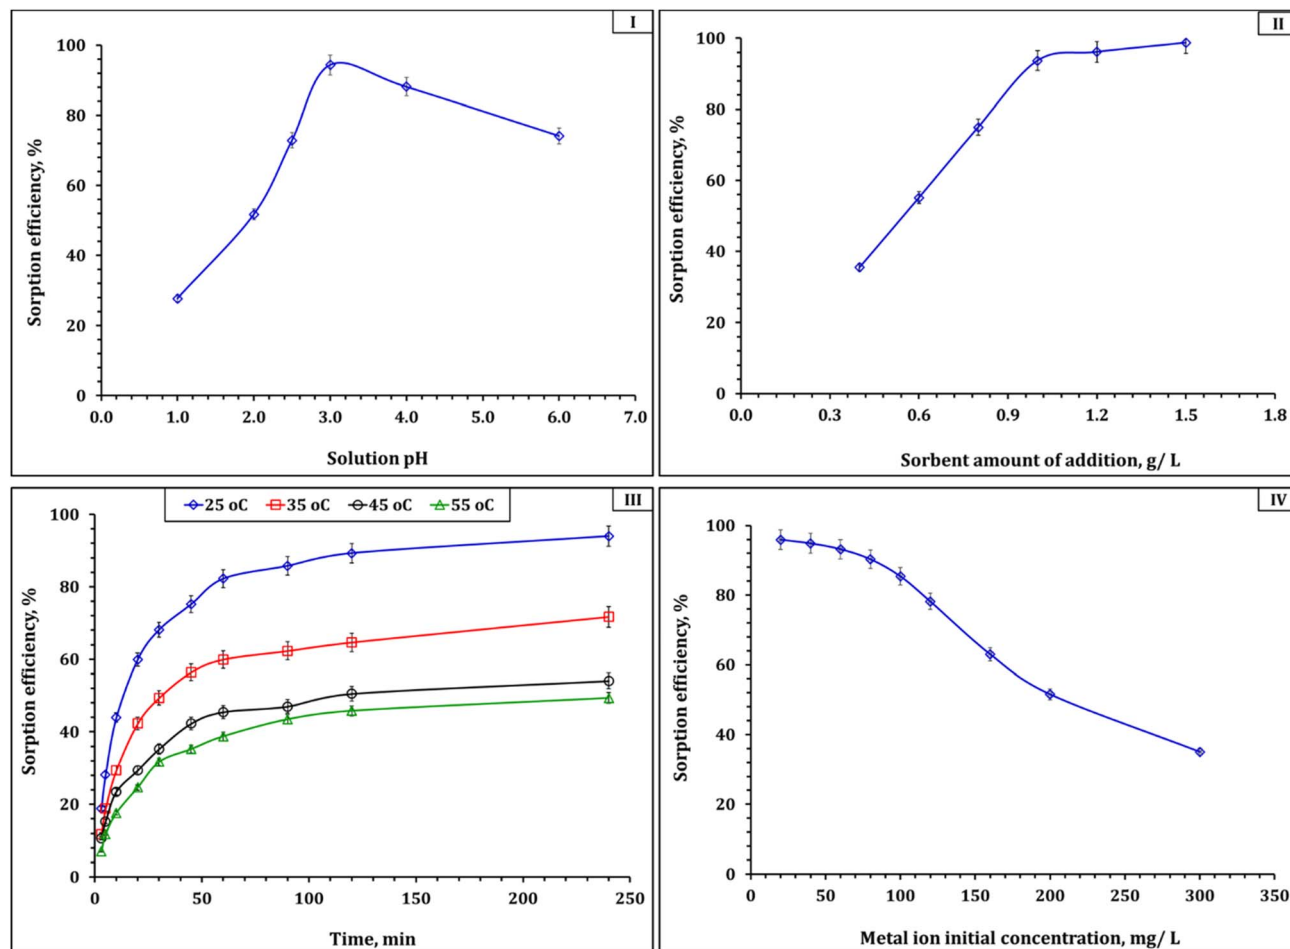 I
Sorption efficiency, %
100
80
60
40
20
0
0.0 1.0 2.0 3.0 4.0 5.0 6.0 7.0
Solution pH
II
Sorption efficiency, %
100
80
60
40
20
0
0.0 0.3 0.6 0.9 1.2 1.5 1.8
Sorbent amount of addition, g/ L
25 oC 35 oC 45 oC 55 oC
III
Sorption efficiency, %
100
80
60
40
20
0
0 50 100 150 200 250
Time, min
IV
Sorption efficiency, %
100
80
60
40
20
0
0 50 100 150 200 250 300 350
Metal ion initial concentration, mg/ L